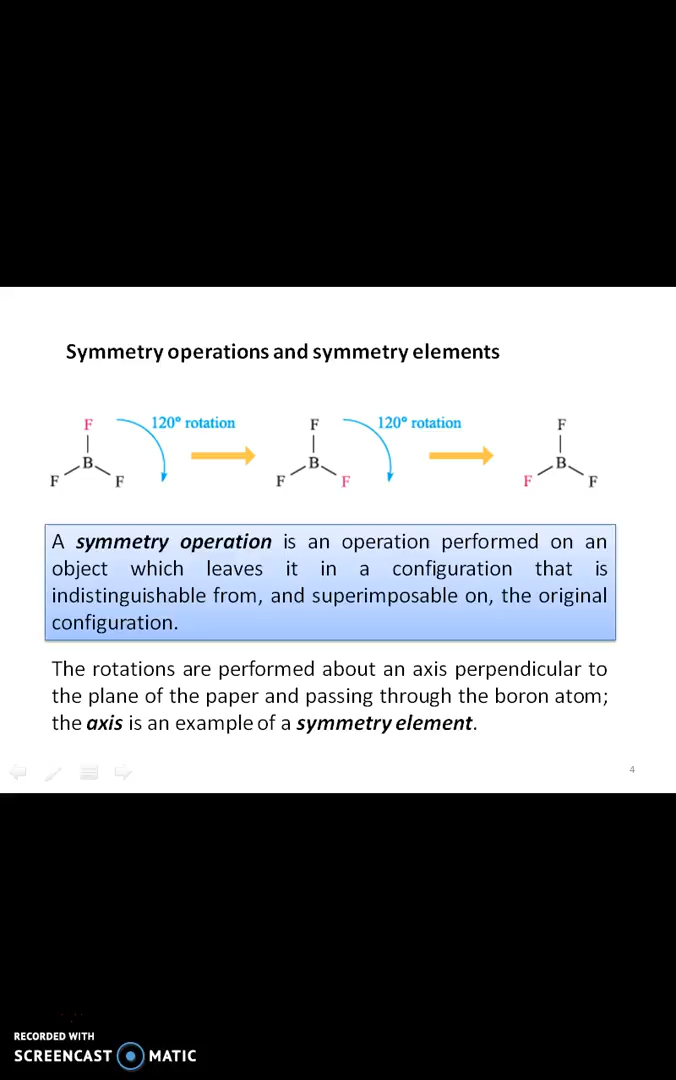 Symmetry operations and symmetry elements
F 120° rotation F 120° rotation F
B B B
F F F F F F
A symmetry operation is an operation performed on an
object which leaves it in a configuration that is
indistinguishable from, and superimposable on, the original
configuration.
The rotations are performed about an axis perpendicular to
the plane of the paper and passing through the boron atom;
the axis is an example of a symmetry element.
4
RECORDED WITH
SCREENCAST MATIC